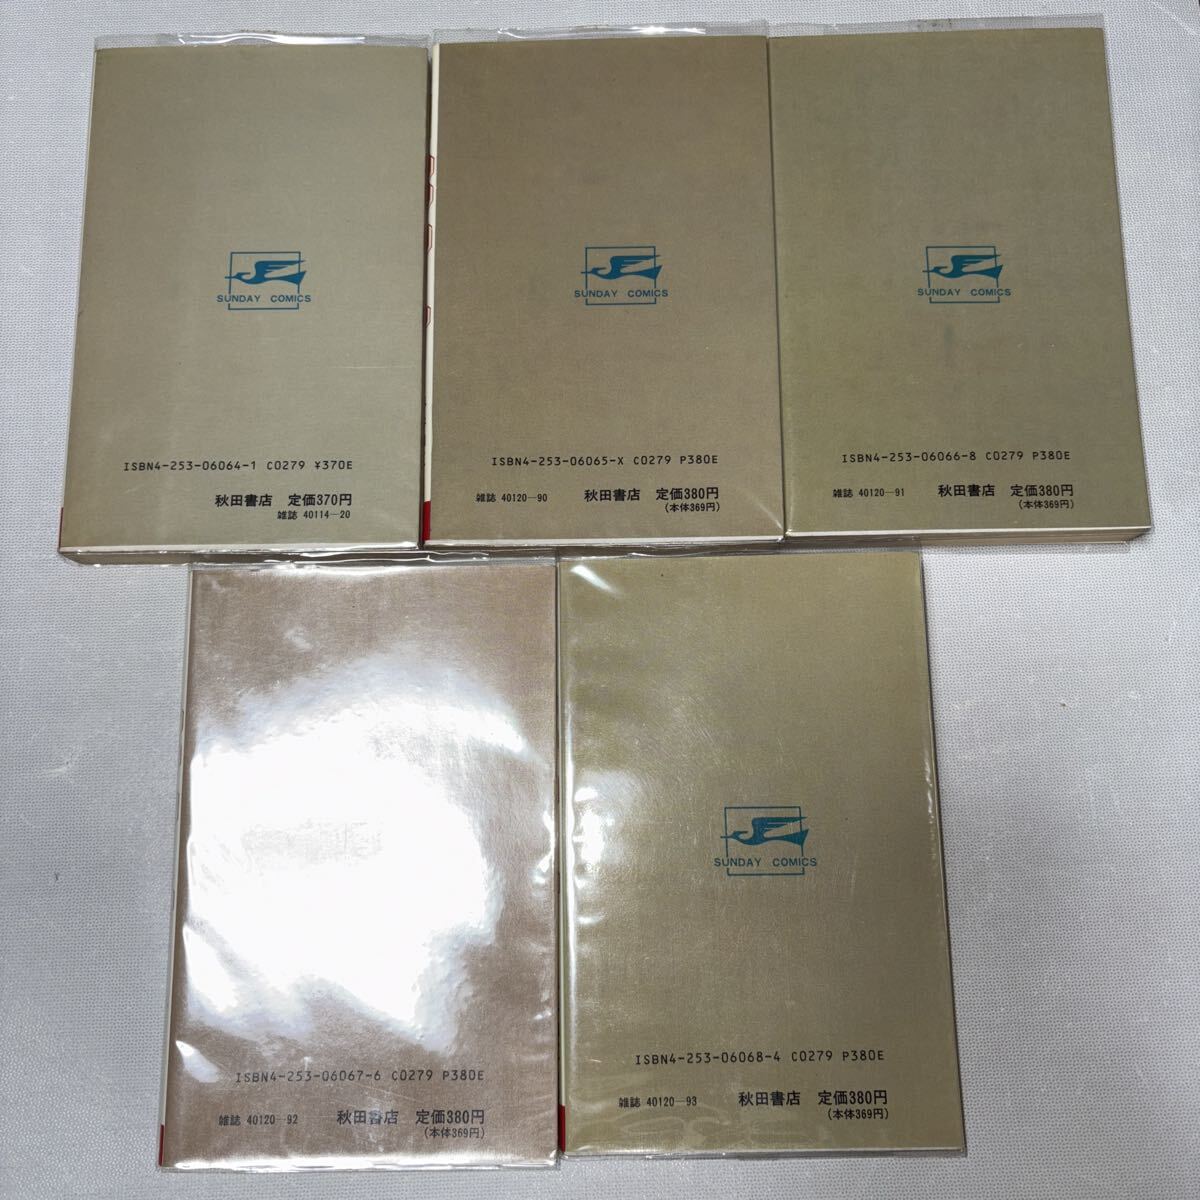 SUNDAY COMICS
ISBN4-253-06064-1 C0279 ¥370E
秋田書店 定価370円
雑誌 40114-20
SUNDAY COMICS
ISBN4-253-06065-X C0279 P380E
雑誌 40120-90 秋田書店 定価380円
(本体369円)
SUNDAY COMICS
ISBN4-253-06066-8 C0279 P380E
雑誌 40120-91 秋田書店 定価380円
(本体369円)
ISBN4-253-06067-6 C0279 P380E
雑誌 40120-92 秋田書店 定価380円
(本体369円)
SUNDAY COMICS
ISBN4-253-06068-4 C0279 P380E
雑誌 40120-93 秋田書店 定価380円
(本体369円)